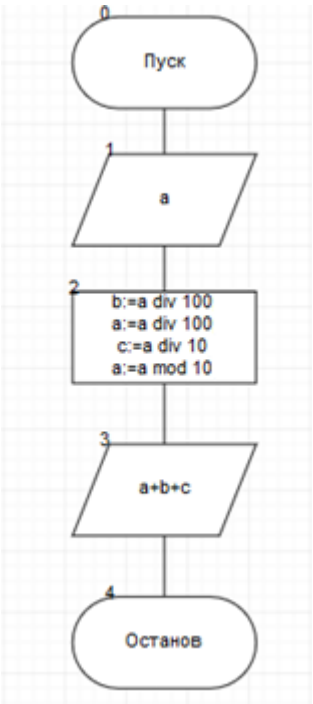 0
Пуск
1
a
2
b:=a div 100
a:=a div 100
c:=a div 10
a:=a mod 10
3
a+b+c
4
Останов